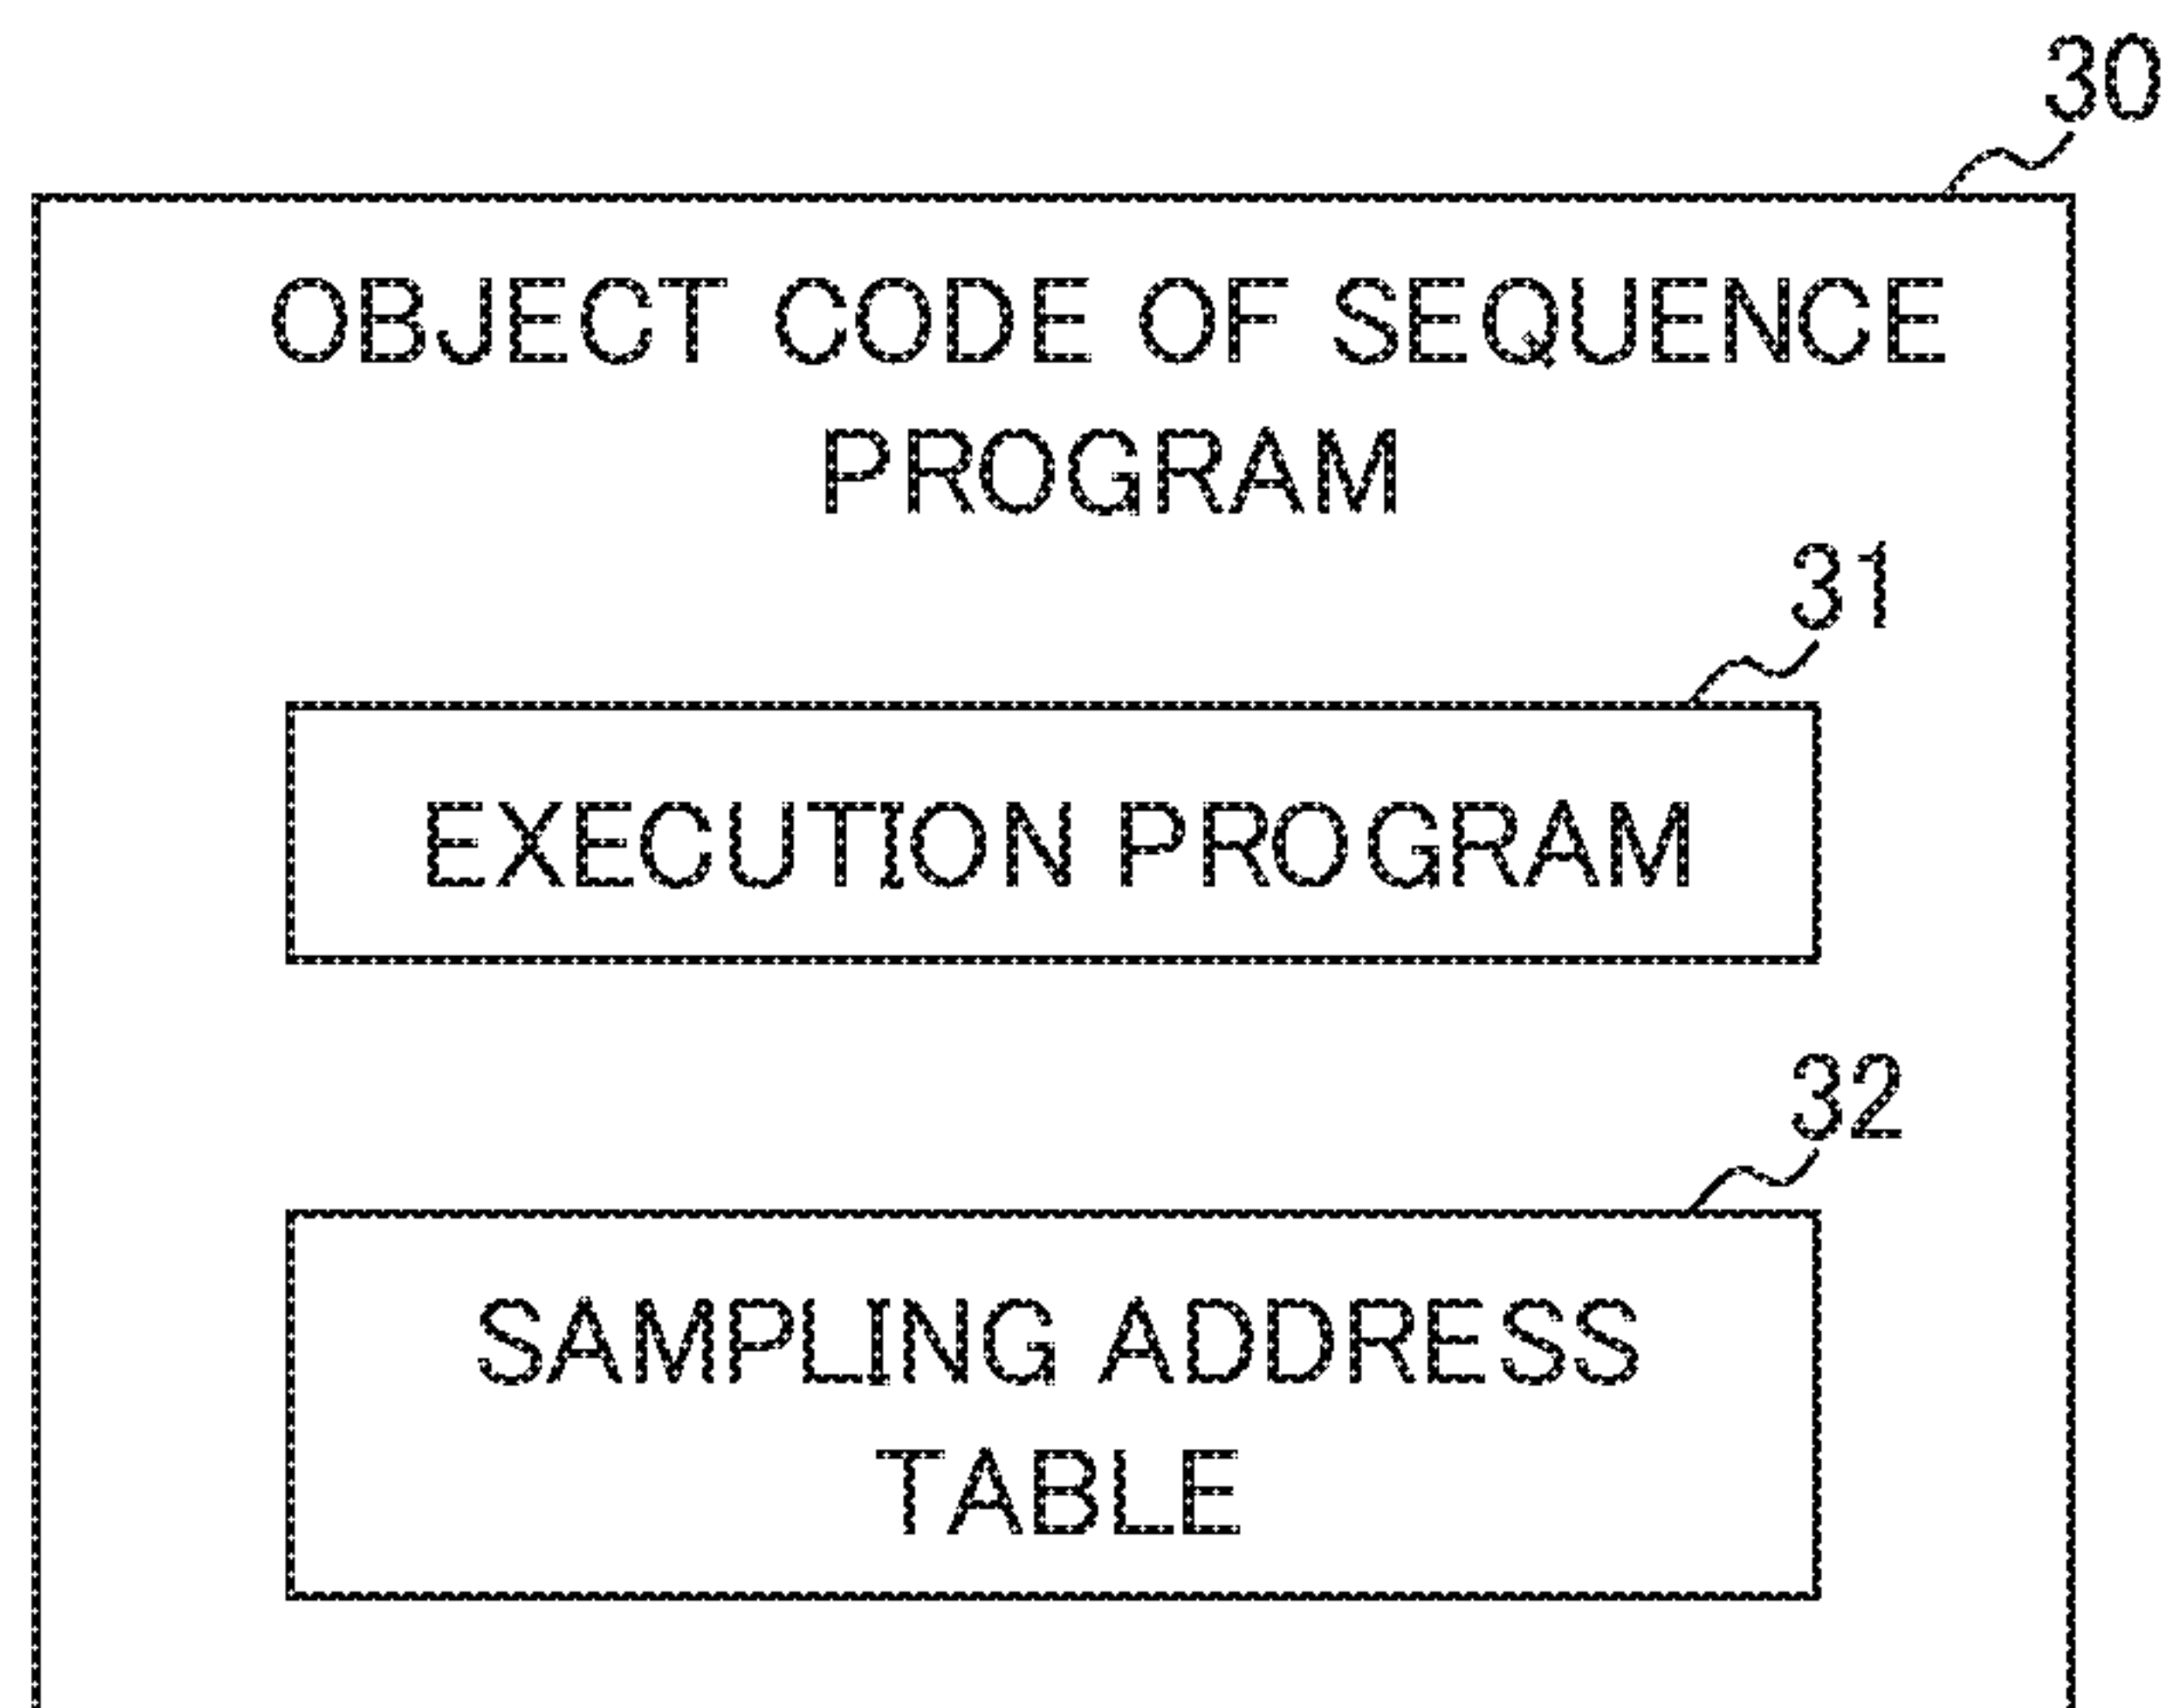 30
OBJECT CODE OF SEQUENCE
PROGRAM
31
EXECUTION PROGRAM
32
SAMPLING ADDRESS
TABLE